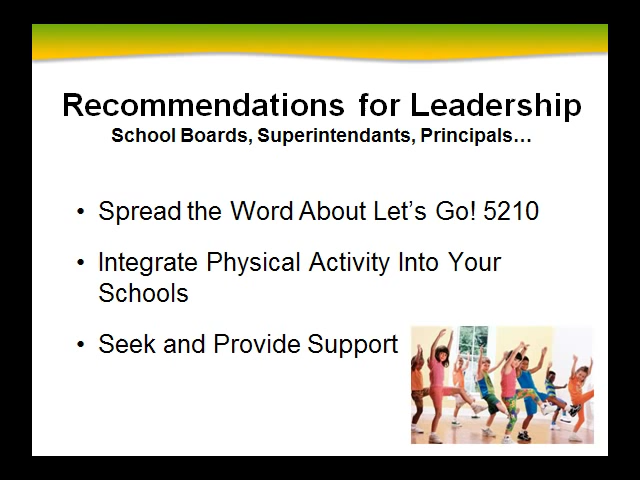 Recommendations for Leadership
School Boards, Superintendants, Principals…
• Spread the Word About Let’s Go! 5210
• Integrate Physical Activity Into Your
Schools
• Seek and Provide Support